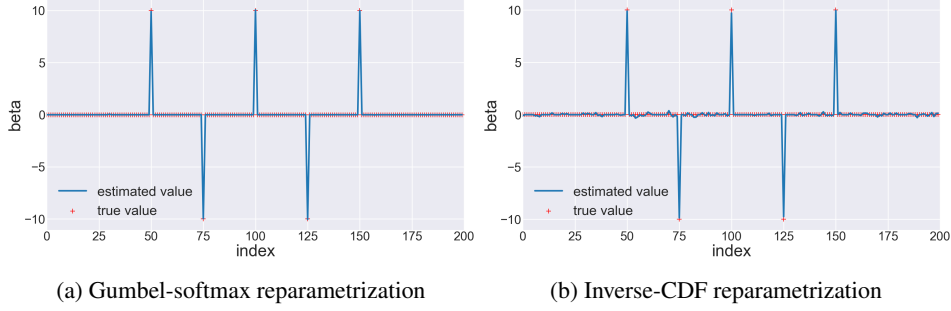 10
5
0
−5
−10
beta
estimated value
true value
0 25 50 75 100 125 150 175 200
index
(a) Gumbel-softmax reparametrization
10
5
0
−5
−10
beta
estimated value
true value
0 25 50 75 100 125 150 175 200
index
(b) Inverse-CDF reparametrization